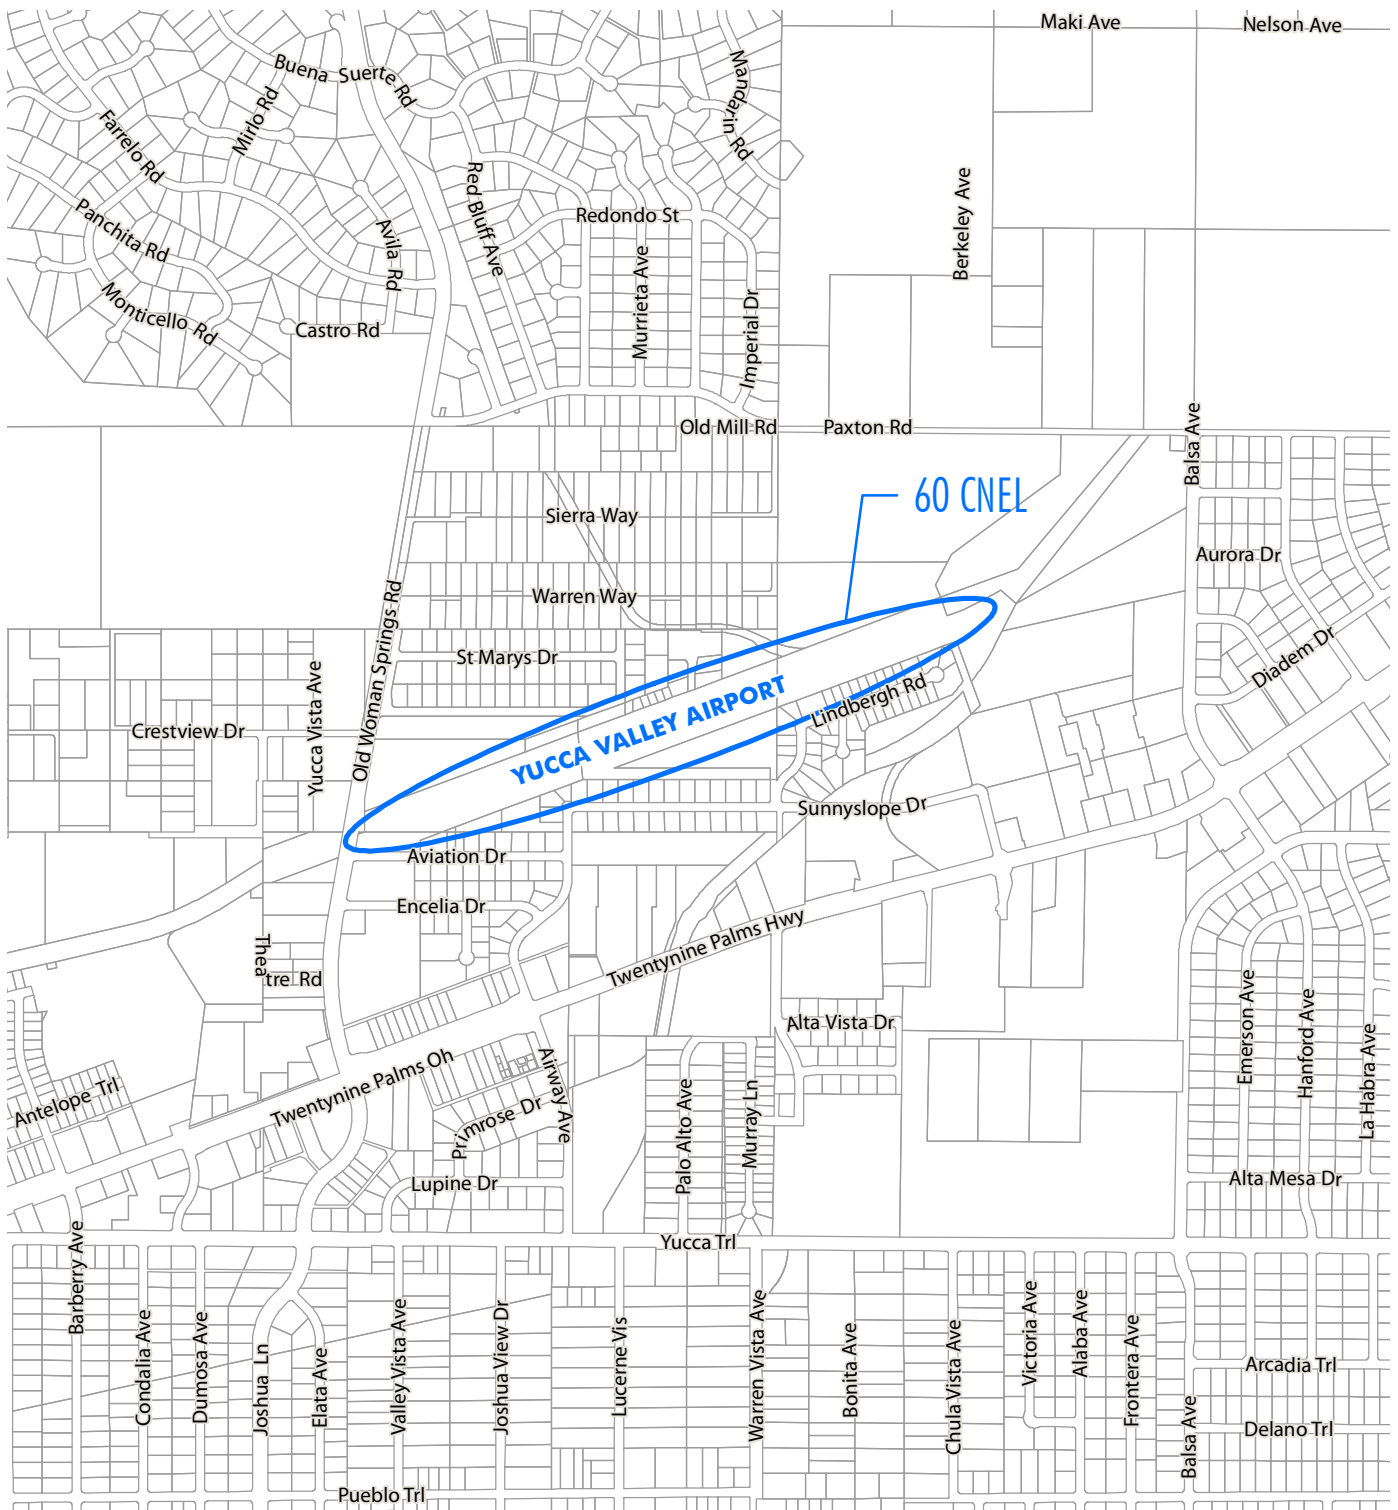 Maki Ave
Nelson Ave
Buena Suerte Rd
Mandarin Rd
Mirlo Rd
Farrelo Rd
Red Bluff Ave
Berkeley Ave
Panchita Rd
Redondo St
Avila Rd
Murrieta Ave
Monticello Rd
Castro Rd
Imperial Dr
Old Mill Rd
Paxton Rd
Balsa Ave
60 CNEL
Sierra Way
Aurora Dr
Warren Way
Old Woman Springs Rd
St Marys Dr
Diadem Dr
Yucca Vista Ave
YUCCA VALLEY AIRPORT
Lindbergh Rd
Crestview Dr
Sunnyslope Dr
Aviation Dr
Encelia Dr
Twentynine Palms Hwy
Theatre Rd
Alta Vista Dr
Emerson Ave
Hanford Ave
La Habra Ave
Twentynine Palms Oh
Airway Ave
Antelope Trl
Primrose Dr
Palo Alto Ave
Murray Ln
Lupine Dr
Alta Mesa Dr
Yucca Trl
Barberry Ave
Condalia Ave
Dumosa Ave
Joshua Ln
Elata Ave
Valley Vista Ave
Joshua View Dr
Lucerne Vis
Warren Vista Ave
Bonita Ave
Chula Vista Ave
Victoria Ave
Alaba Ave
Frontera Ave
Arcadia Trl
Balsa Ave
Delano Trl
Pueblo Trl